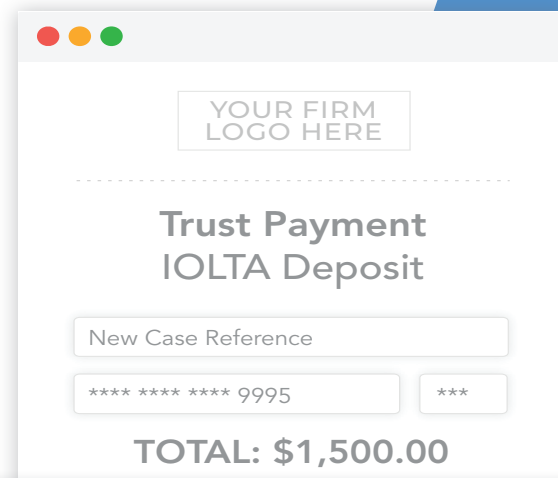 YOUR FIRM
LOGO HERE
Trust Payment
IOLTA Deposit
New Case Reference
**** **** **** 9995 ***
TOTAL: $1,500.00